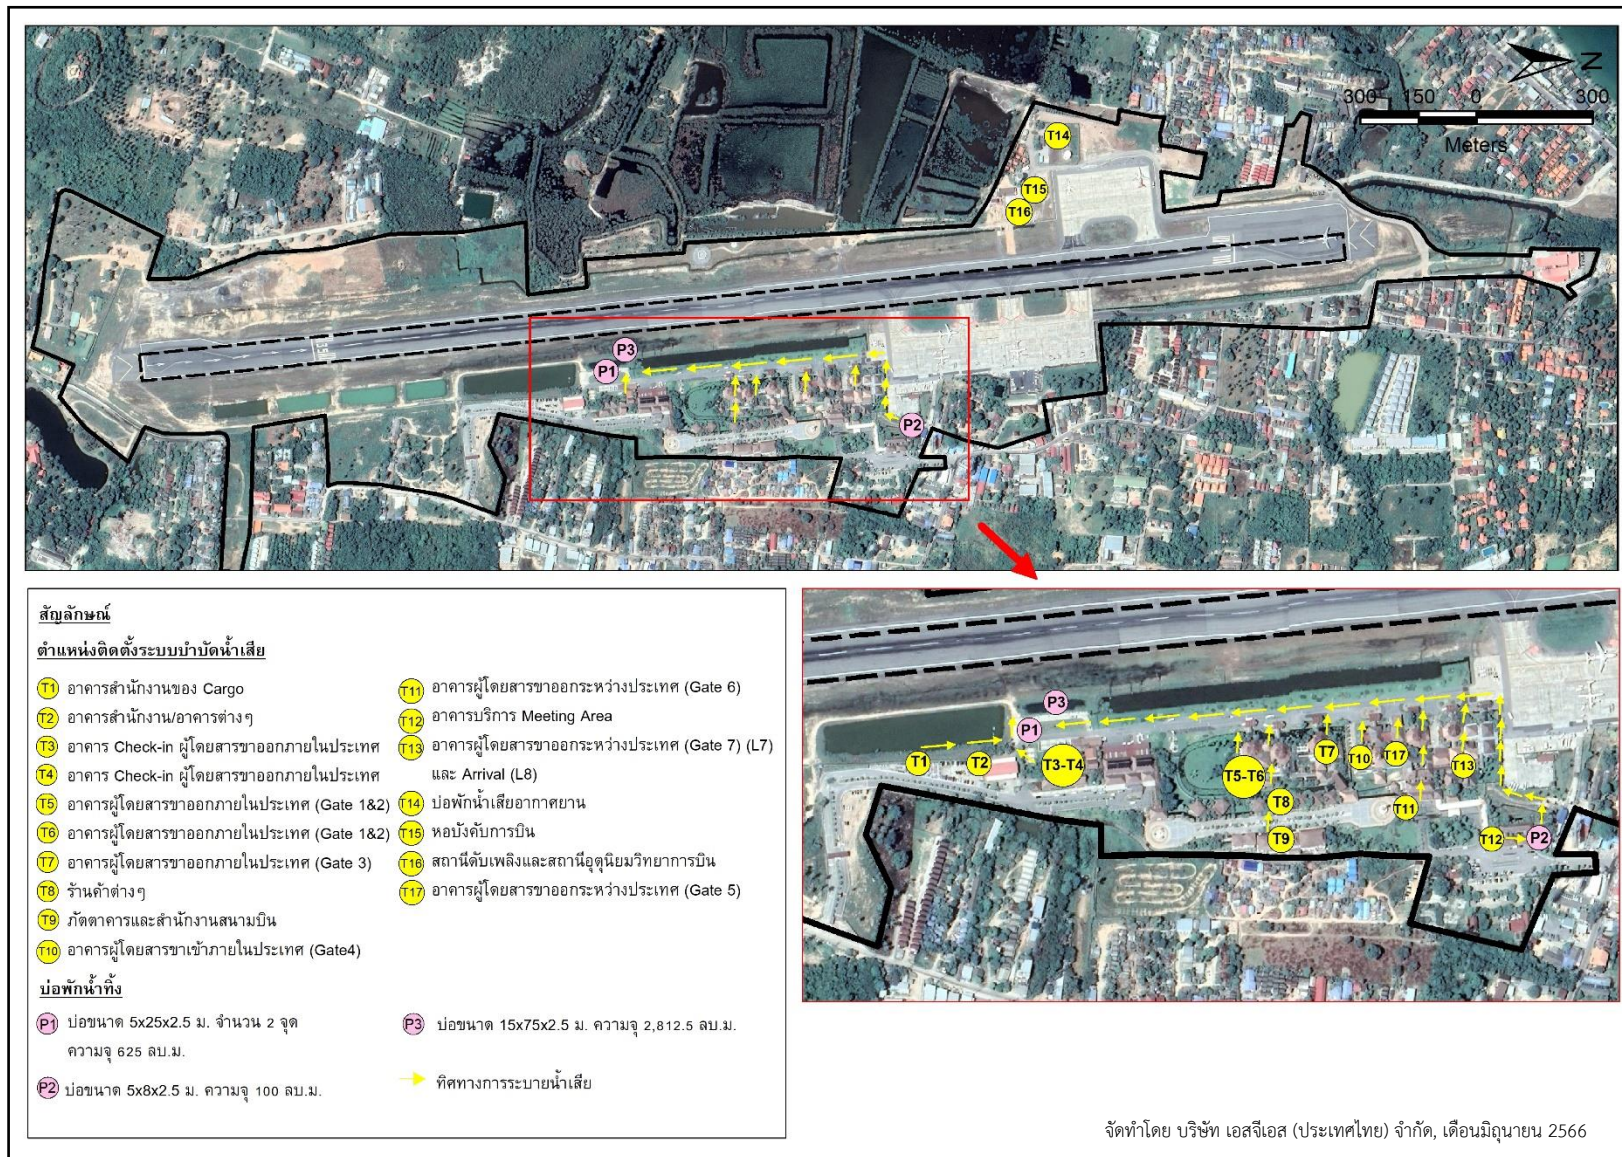 N
300 150 0 300
Meters
T14
T15
T16
P3
P1
P2
สัญลักษณ์
ตำแหน่งติดตั้งระบบบำบัดน้ำเสีย
T1 อาคารสำนักงานของ Cargo
T2 อาคารสำนักงาน/อาคารต่างๆ
T3 อาคาร Check-in ผู้โดยสารขาออกภายในประเทศ
T4 อาคาร Check-in ผู้โดยสารขาออกภายในประเทศ
T5 อาคารผู้โดยสารขาออกภายในประเทศ (Gate 1&2)
T6 อาคารผู้โดยสารขาออกภายในประเทศ (Gate 1&2)
T7 อาคารผู้โดยสารขาออกภายในประเทศ (Gate 3)
T8 ร้านค้าต่างๆ
T9 ภัตตาคารและสำนักงานสนามบิน
T10 อาคารผู้โดยสารขาเข้าภายในประเทศ (Gate4)
T11 อาคารผู้โดยสารขาออกระหว่างประเทศ (Gate 6)
T12 อาคารบริการ Meeting Area
T13 อาคารผู้โดยสารขาออกระหว่างประเทศ (Gate 7) (L7)
และ Arrival (L8)
T14 บ่อพักน้ำเสียอากาศยาน
T15 หอบังคับการบิน
T16 สถานีดับเพลิงและสถานีอุตุนิยมวิทยาการบิน
T17 อาคารผู้โดยสารขาออกระหว่างประเทศ (Gate 5)
บ่อพักน้ำทิ้ง
P1 บ่อขนาด 5x25x2.5 ม. จำนวน 2 จุด
ความจุ 625 ลบ.ม.
P2 บ่อขนาด 5x8x2.5 ม. ความจุ 100 ลบ.ม.
P3 บ่อขนาด 15x75x2.5 ม. ความจุ 2,812.5 ลบ.ม.
ทิศทางการระบายน้ำเสีย
P3
P1
T1
T2
T3-T4
T5-T6
T7
T10
T17
T13
T8
T11
T9
T12
P2
จัดทำโดย บริษัท เอสจีเอส (ประเทศไทย) จำกัด, เดือนมิถุนายน 2566